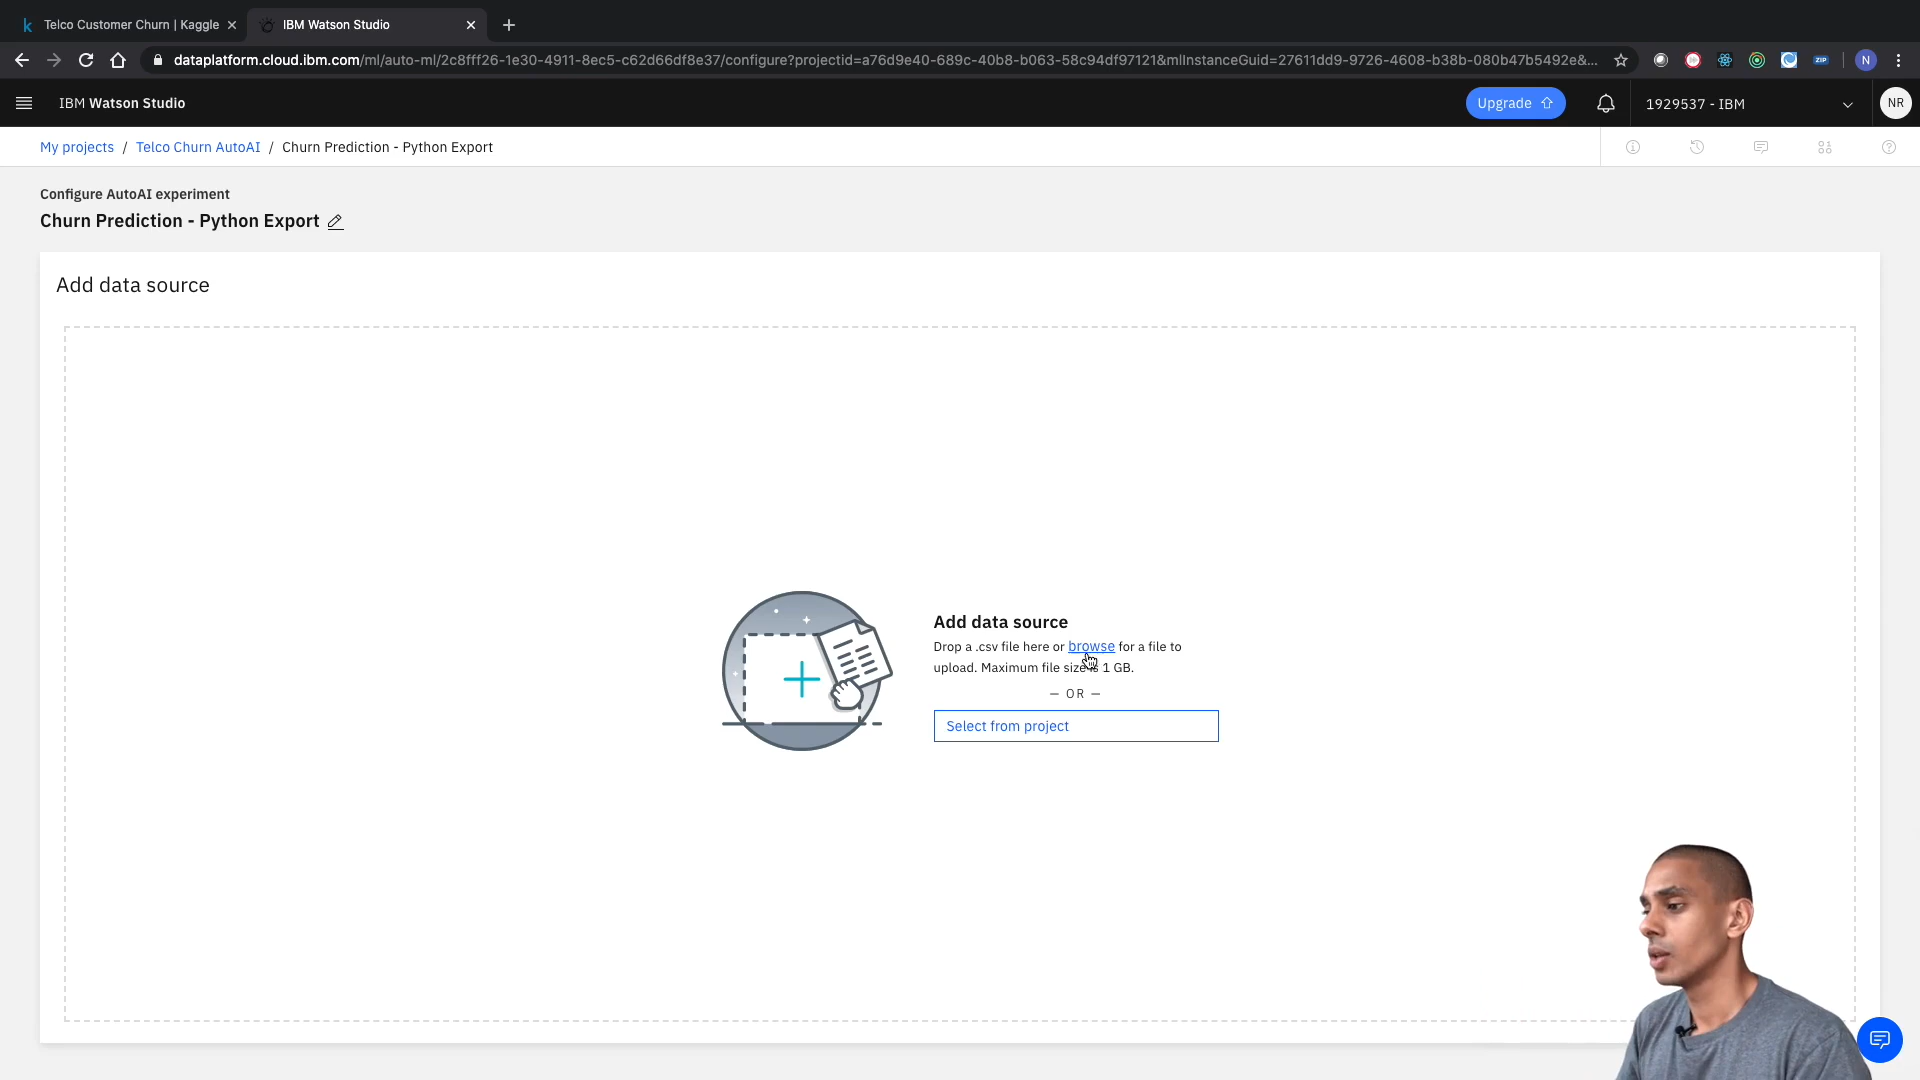 k Telco Customer Churn | Kaggle
IBM Watson Studio
dataplatform.cloud.ibm.com/ml/auto-ml/2c8fff26-1e30-4911-8ec5-c62d66df8e37/configure?projectid=a76d9e40-689c-40b8-b063-58c94df97121&mlInstanceGuid=27611dd9-9726-4608-b38b-080b47b5492e&...
ZIP
N
IBM Watson Studio
Upgrade
1929537 - IBM
NR
My projects / Telco Churn AutoAI / Churn Prediction - Python Export
Configure AutoAI experiment
Churn Prediction - Python Export
Add data source
Add data source
Drop a .csv file here or browse for a file to
upload. Maximum file size is 1 GB.
— OR —
Select from project